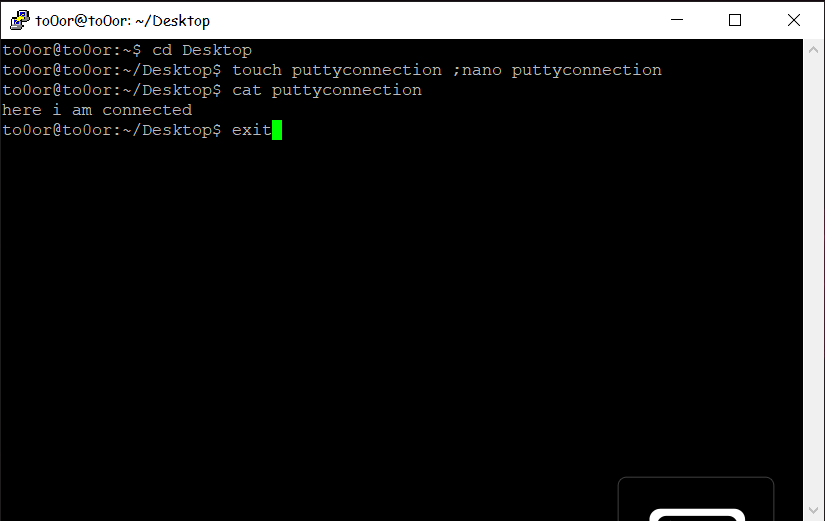 to0or@to0or: ~/Desktop
to0or@to0or:~$ cd Desktop
to0or@to0or:~/Desktop$ touch puttyconnection ;nano puttyconnection
to0or@to0or:~/Desktop$ cat puttyconnection
here i am connected
to0or@to0or:~/Desktop$ exit